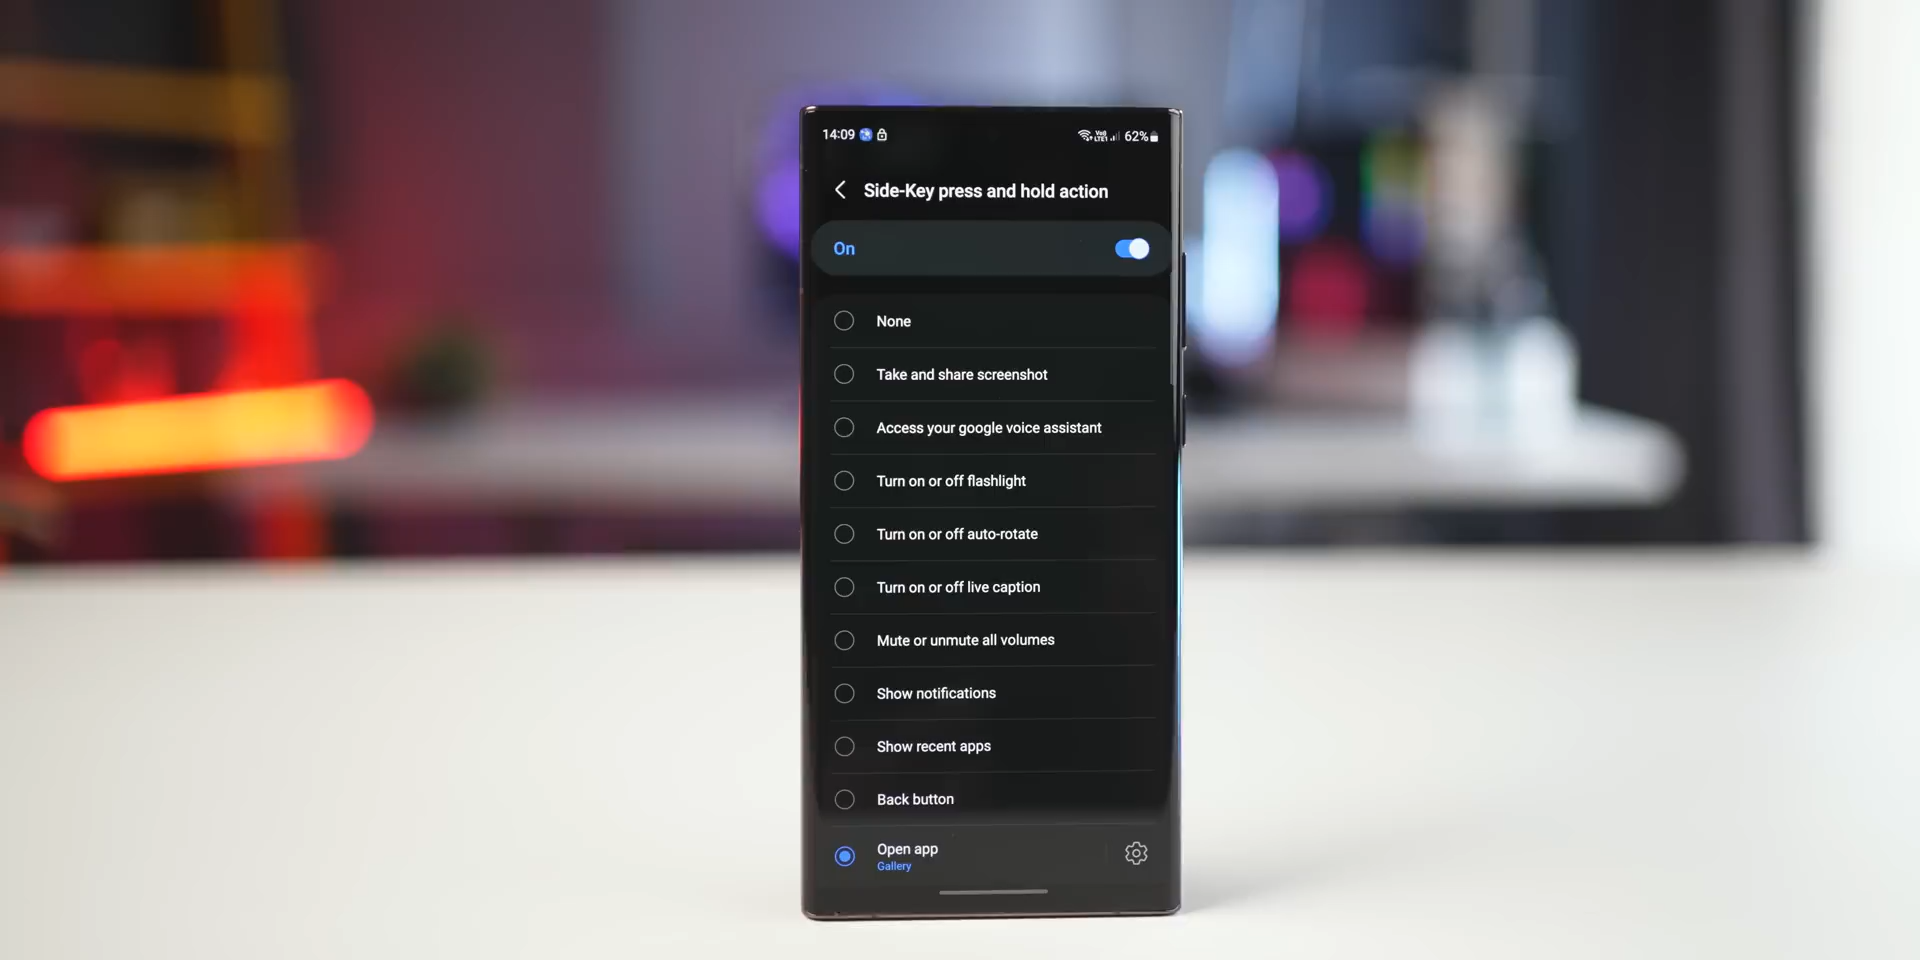 14:09
62%
Side-Key press and hold action
On
None
Take and share screenshot
Access your google voice assistant
Turn on or off flashlight
Turn on or off auto-rotate
Turn on or off live caption
Mute or unmute all volumes
Show notifications
Show recent apps
Back button
Open app
Gallery